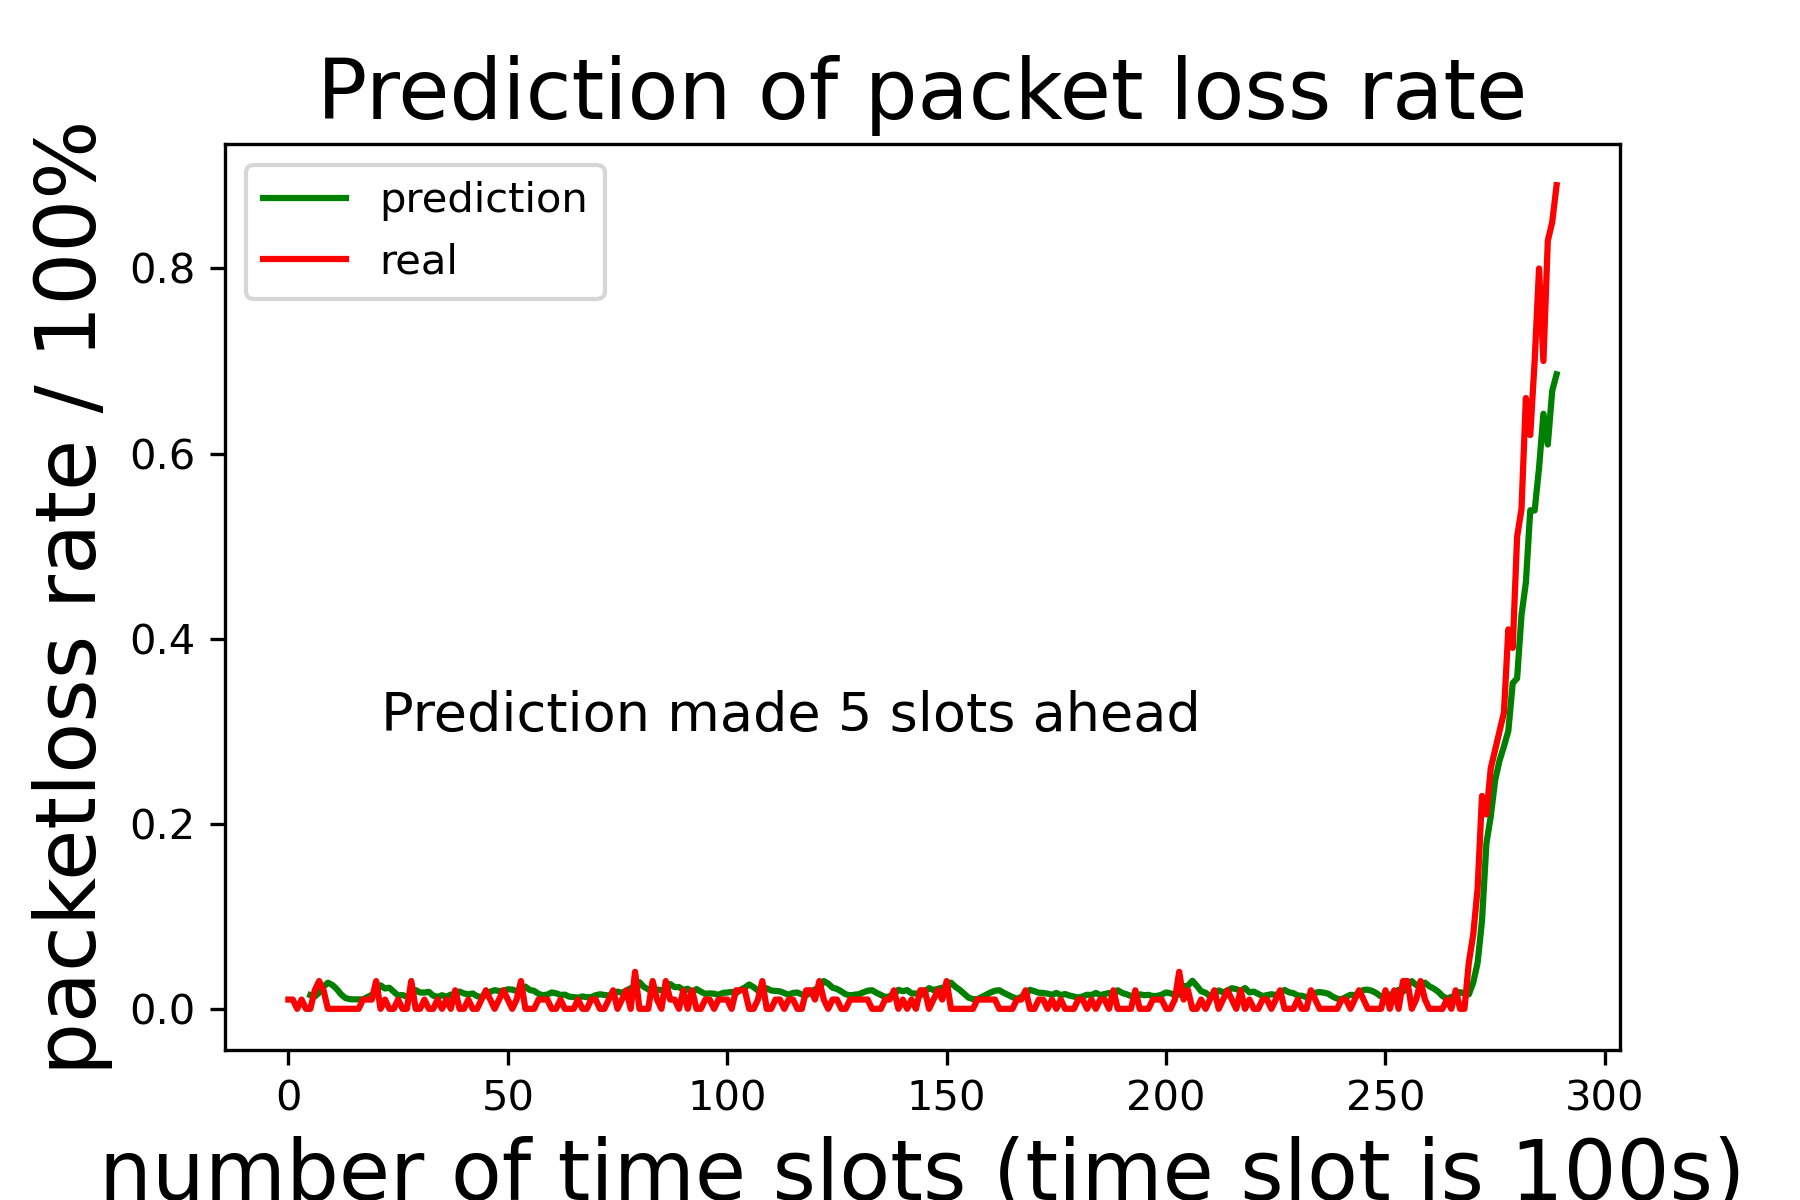 Prediction of packet loss rate
packetloss rate / 100%
prediction
real
0.8
0.6
0.4
0.2
0.0
Prediction made 5 slots ahead
0 50 100 150 200 250 300
number of time slots (time slot is 100s)